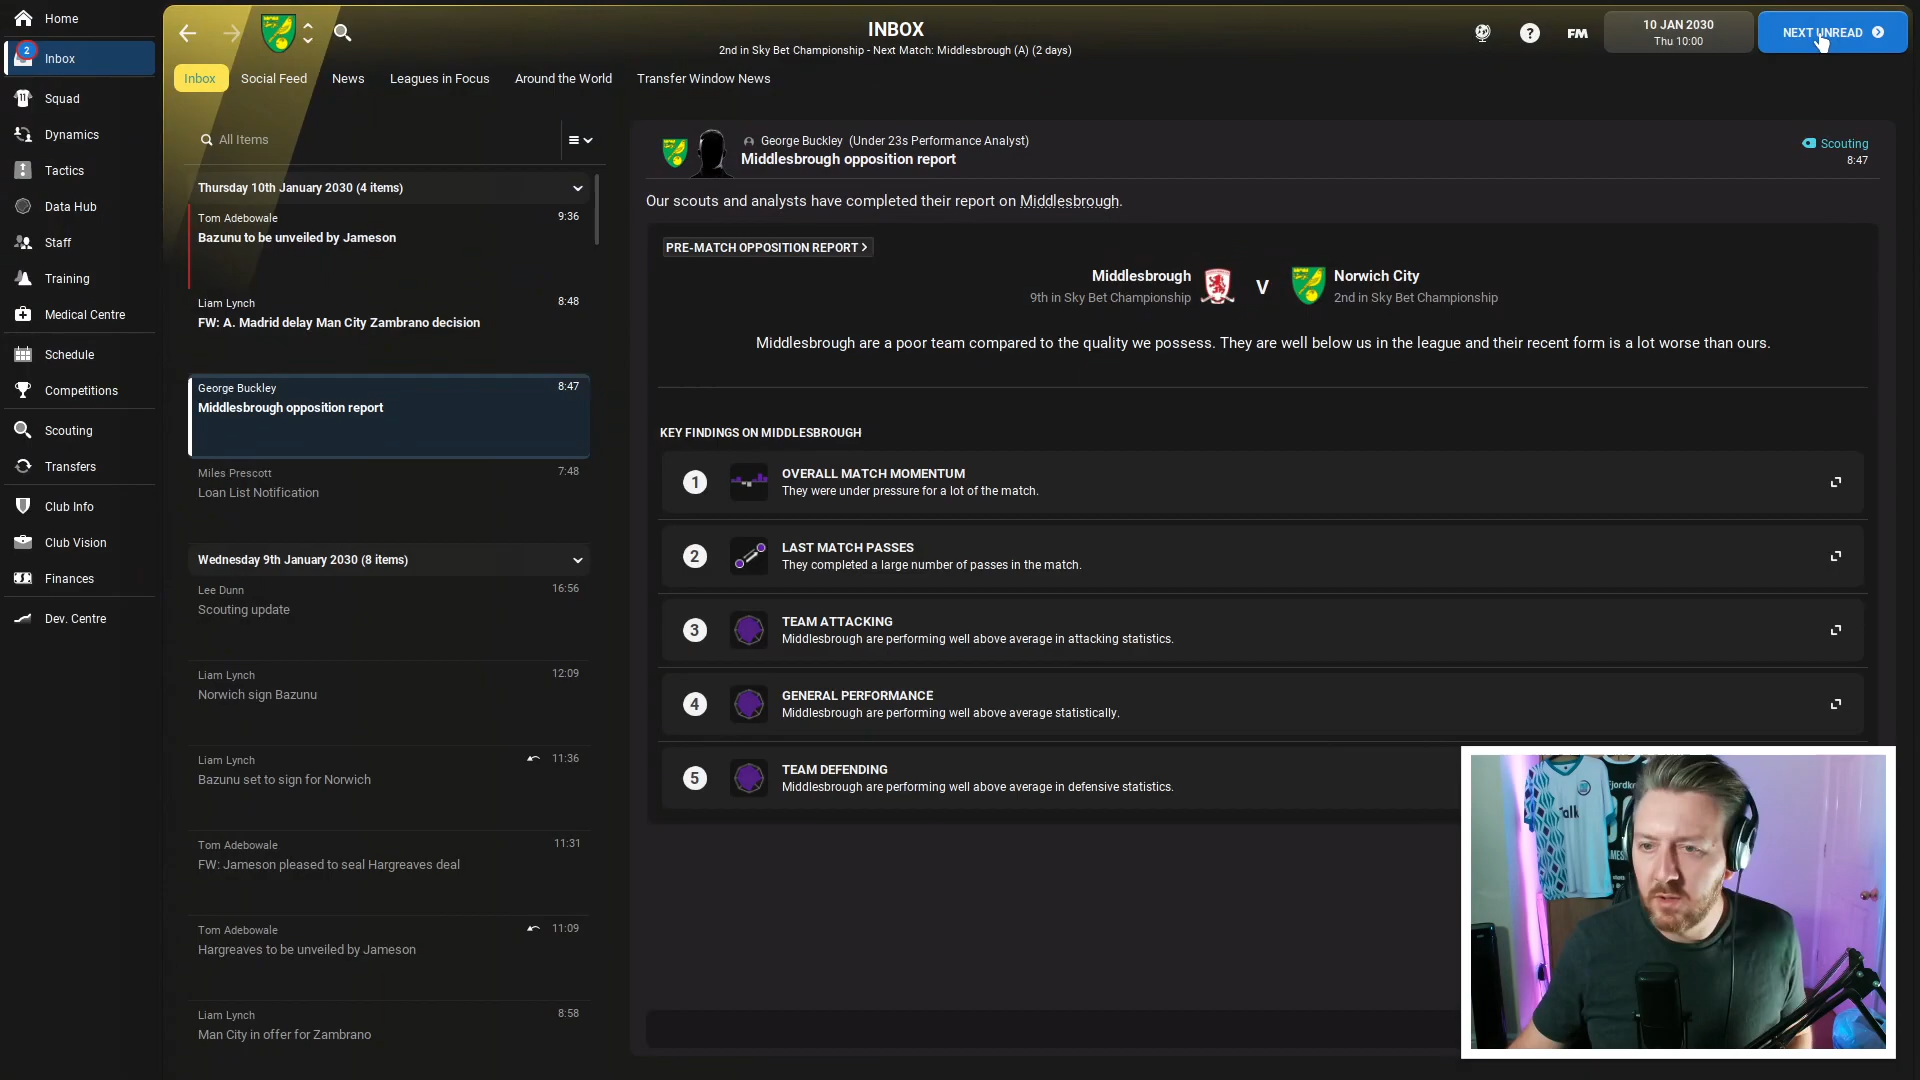 Home
2
Inbox
Squad
Dynamics
Tactics
Data Hub
Staff
Training
Medical Centre
Schedule
Competitions
Scouting
Transfers
Club Info
Club Vision
Finances
Dev. Centre
INBOX
2nd in Sky Bet Championship - Next Match: Middlesbrough (A) (2 days)
?
FM
10 JAN 2030
Thu 10:00
NEXT UNREAD
Inbox
Social Feed
News
Leagues in Focus
Around the World
Transfer Window News
All Items
Thursday 10th January 2030 (4 items)
Tom Adebowale 9:36
Bazunu to be unveiled by Jameson
Liam Lynch 8:48
FW: A. Madrid delay Man City Zambrano decision
George Buckley 8:47
Middlesbrough opposition report
Miles Prescott 7:48
Loan List Notification
Wednesday 9th January 2030 (8 items)
Lee Dunn 16:56
Scouting update
Liam Lynch 12:09
Norwich sign Bazunu
Liam Lynch 11:36
Bazunu set to sign for Norwich
Tom Adebowale 11:31
FW: Jameson pleased to seal Hargreaves deal
Tom Adebowale 11:09
Hargreaves to be unveiled by Jameson
Liam Lynch 8:58
Man City in offer for Zambrano
George Buckley (Under 23s Performance Analyst)
Middlesbrough opposition report
Scouting
8:47
Our scouts and analysts have completed their report on Middlesbrough.
PRE-MATCH OPPOSITION REPORT >
Middlesbrough
9th in Sky Bet Championship
V
Norwich City
2nd in Sky Bet Championship
Middlesbrough are a poor team compared to the quality we possess. They are well below us in the league and their recent form is a lot worse than ours.
KEY FINDINGS ON MIDDLESBROUGH
1
OVERALL MATCH MOMENTUM
They were under pressure for a lot of the match.
2
LAST MATCH PASSES
They completed a large number of passes in the match.
3
TEAM ATTACKING
Middlesbrough are performing well above average in attacking statistics.
4
GENERAL PERFORMANCE
Middlesbrough are performing well above average statistically.
5
TEAM DEFENDING
Middlesbrough are performing well above average in defensive statistics.